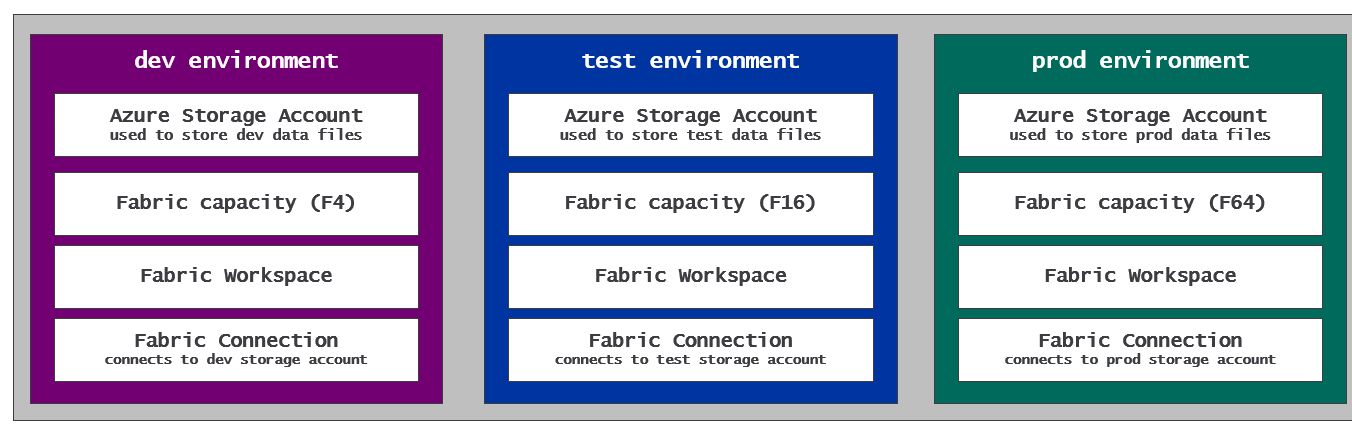 dev environment
Azure Storage Account
used to store dev data files
Fabric capacity (F4)
Fabric Workspace
Fabric Connection
connects to dev storage account
test environment
Azure Storage Account
used to store test data files
Fabric capacity (F16)
Fabric Workspace
Fabric Connection
connects to test storage account
prod environment
Azure Storage Account
used to store prod data files
Fabric capacity (F64)
Fabric Workspace
Fabric Connection
connects to prod storage account